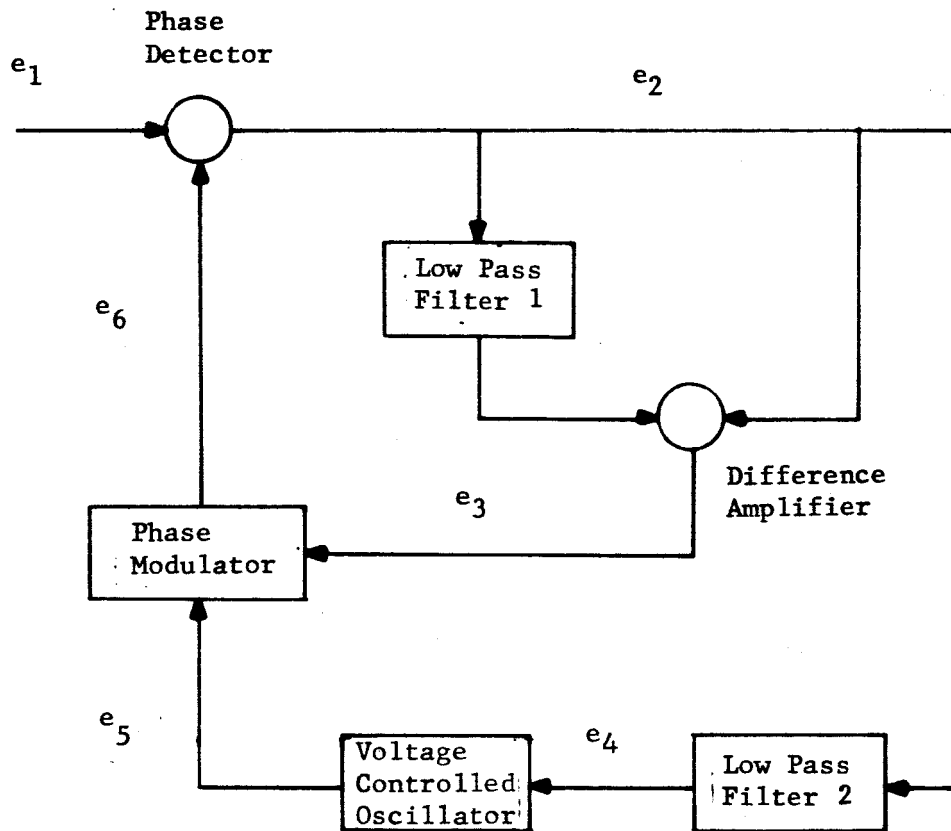 Phase
Detector
e1
e2
Low Pass
Filter 1
e6
Difference
Amplifier
e3
Phase
Modulator
e5
e4
Voltage
Controlled
Oscillator
Low Pass
Filter 2